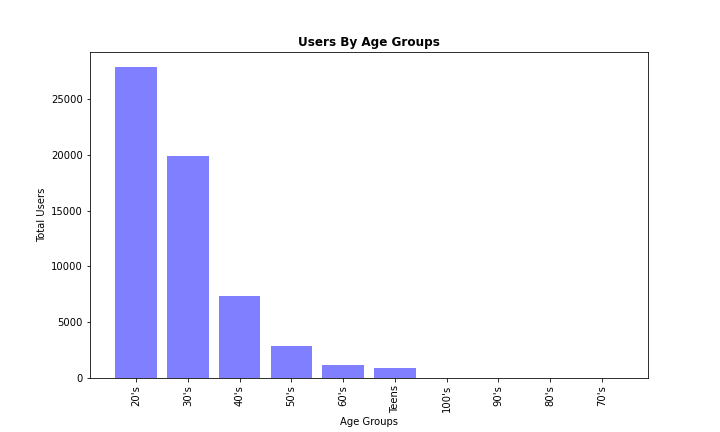 Users By Age Groups
Total Users
25000
20000
15000
10000
5000
0
20's
30's
40's
50's
60's
Teens
100's
90's
80's
70's
Age Groups